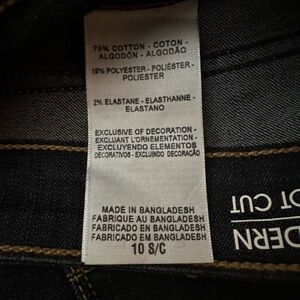 79% COTTON - COTON -
ALGODÓN - ALGODÃO
19% POLYESTER - POLIÉSTER -
POLIESTER
2% ELASTANE - ELASTHANNE -
ELASTANO
EXCLUSIVE OF DECORATION -
EXCLUANT L'ORNEMENTATION -
EXCLUYENDO ELEMENTOS
DECORATIVOS - EXCLUINDO DECORAÇÃO
MADE IN BANGLADESH
FABRIQUE AU BANGLADESH
FABRICADO EN BANGLADESH
FABRICADO EM BANGLADESH
10 S/C
DERN
OT CUT